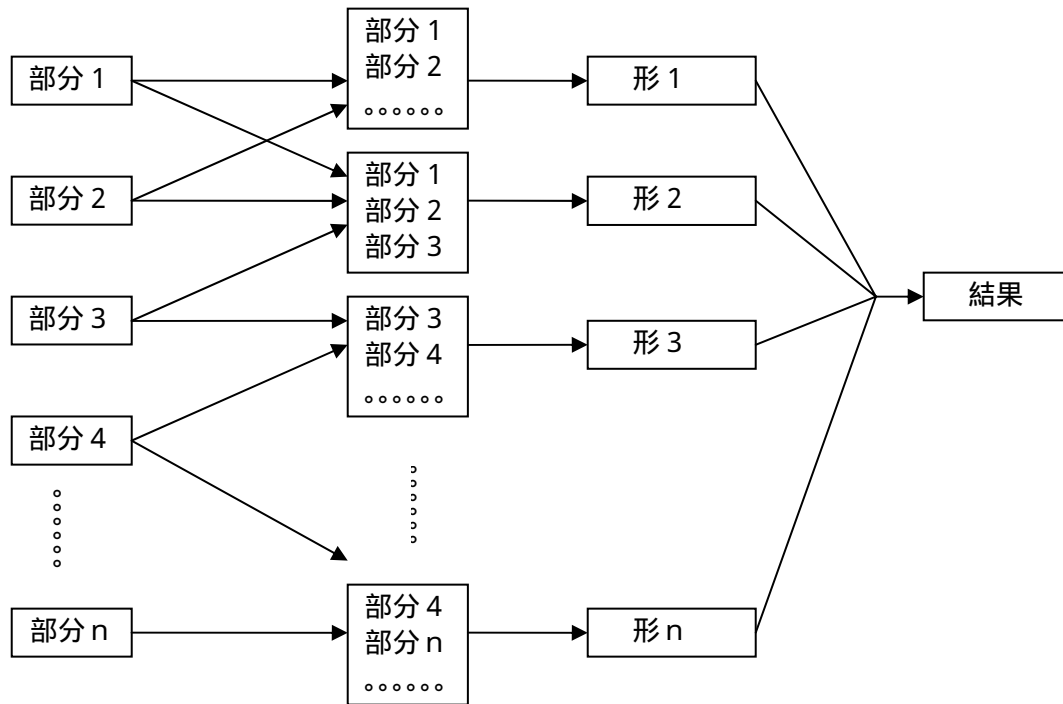 部分 1
部分 2
部分 3
部分 4
部分 n
部分 1
部分 2
。。。。。。
部分 1
部分 2
部分 3
部分 3
部分 4
。。。。。。
部分 4
部分 n
。。。。。。
形 1
形 2
形 3
形 n
結果